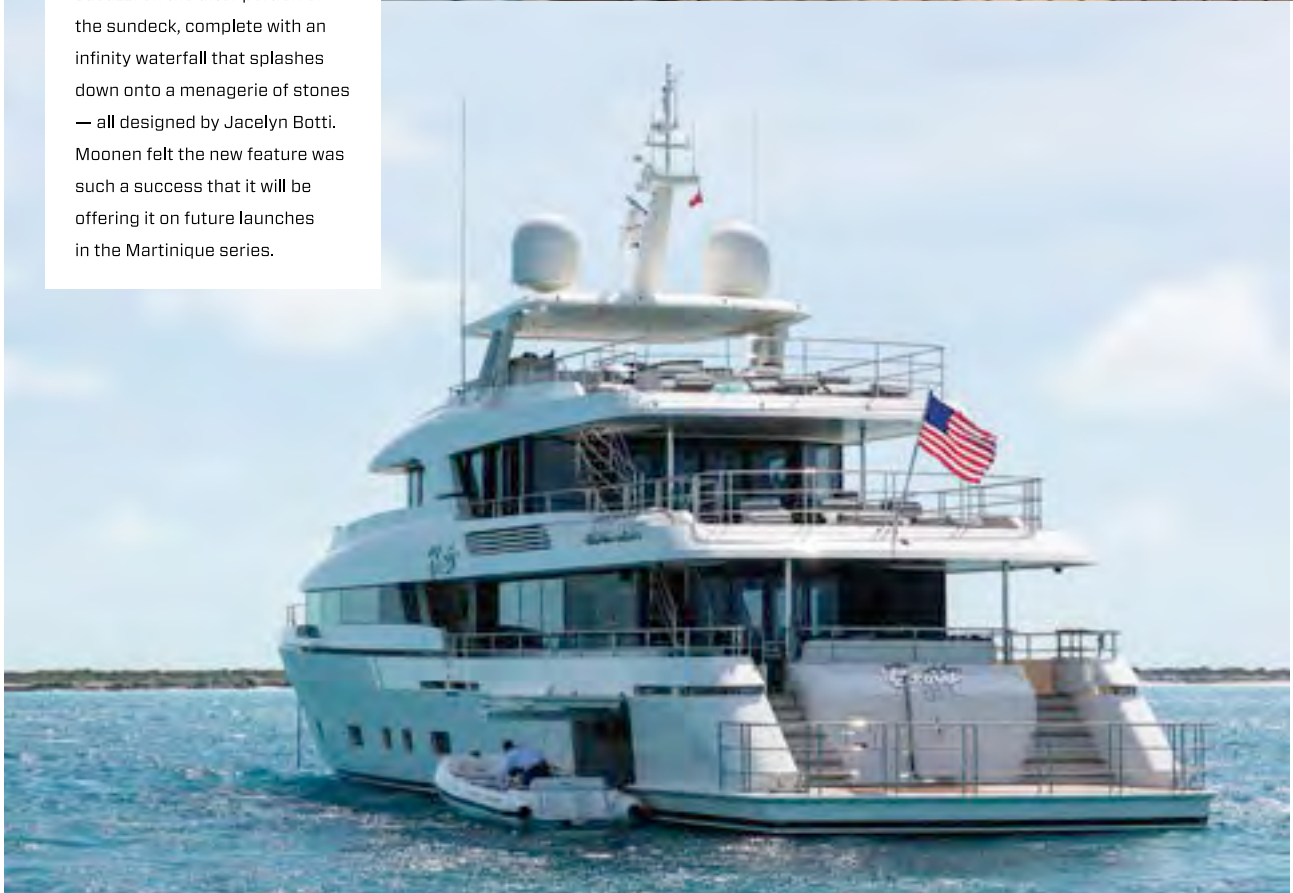 the sundeck, complete with an
infinity waterfall that splashes
down onto a menagerie of stones
— all designed by Jacelyn Botti.
Moonen felt the new feature was
such a success that it will be
offering it on future launches
in the Martinique series.